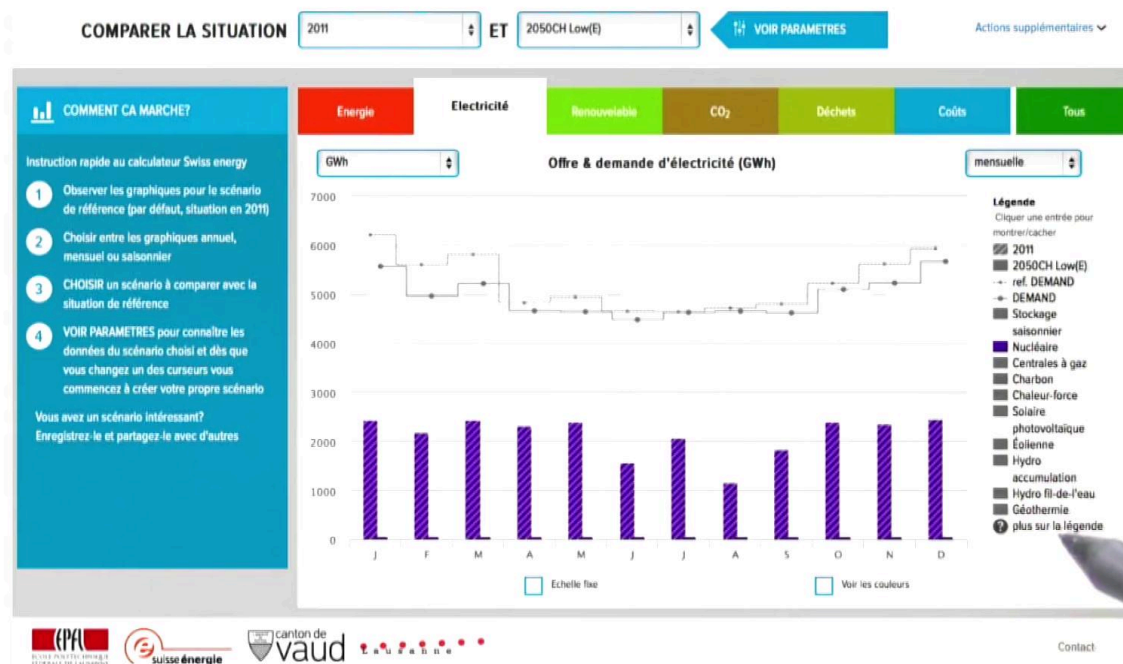 COMPARER LA SITUATION 2011 ET 2050CH Low(E) VOIR PARAMETRES Actions supplémentaires
COMMENT CA MARCHE?
Instruction rapide au calculateur Swiss energy
1 Observer les graphiques pour le scénario
de référence (par défaut, situation en 2011)
2 Choisir entre les graphiques annuel,
mensuel ou saisonnier
3 CHOISIR un scénario à comparer avec la
situation de référence
4 VOIR PARAMETRES pour connaître les
données du scénario choisi et dès que
vous changez un des curseurs vous
commencez à créer votre propre scénario
Vous avez un scénario intéressant?
Enregistrez-le et partagez-le avec d'autres
Energie Electricité Renouvelable CO₂ Déchets Coûts Tous
GWh Offre & demande d'électricité (GWh) mensuelle
7000
6000
5000
4000
3000
2000
1000
0
J F M A M J J A S O N D
Légende
Cliquer une entrée pour
montrer/cacher
2011
2050CH Low(E)
ref. DEMAND
DEMAND
Stockage
saisonnier
Nucléaire
Centrales à gaz
Charbon
Chaleur-force
Solaire
photovoltaïque
Éolienne
Hydro
accumulation
Hydro fil-de-l'eau
Géothermie
? plus sur la légende
Echelle fixe Voir les couleurs
EPFL
ECOLE POLYTECHNIQUE
FEDERALE DE LAUSANNE
suisseénergie
canton de
vaud
Lausanne
Contact